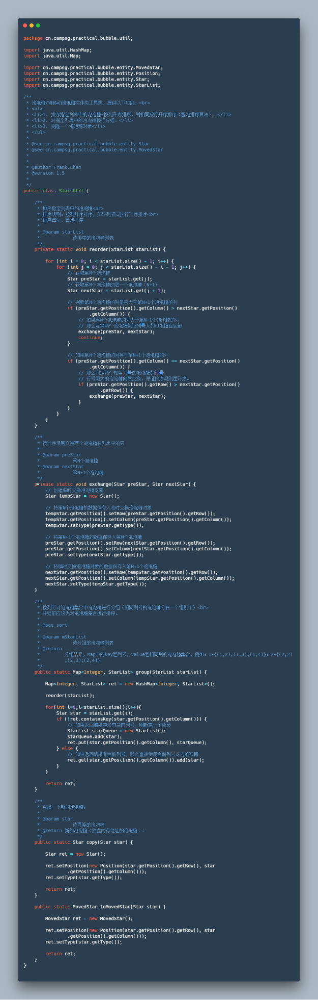 package cn.campsg.practical.bubble.util;
import java.util.HashMap;
import java.util.Map;
import cn.campsg.practical.bubble.entity.MovedStar;
import cn.campsg.practical.bubble.entity.Position;
import cn.campsg.practical.bubble.entity.Star;
import cn.campsg.practical.bubble.entity.StarList;
/**
 * 泡泡糖/待移动泡泡糖实体类工具类，提供以下功能：<br>
 * <ul>
 * <li>1. 排序指定列表中的泡泡糖-按列升序排序，列相同按行升序排序（冒泡排序算法）。</li>
 * <li>2. 对指定列表中的泡泡糖按行分组。</li>
 * <li>3. 克隆一个泡泡糖对象</li>
 * </ul>
 *
 * @see cn.campsg.practical.bubble.entity.Star
 * @see cn.campsg.practical.bubble.entity.MovedStar
 *
 *
 * @author Frank.Chen
 * @version 1.5
 *
 */
public class StarsUtil {
    /**
     * 排序指定列表中的泡泡糖<br>
     * 排序规则：按列升序排序，如果列相同按行升序排序<br>
     * 排序算法：冒泡排序
     *
     * @param starList
     *            待排序的泡泡糖列表
     */
    private static void reorder(StarList starList) {
        for (int i = 0; i < starList.size() - 1; i++) {
            for (int j = 0; j < starList.size() - i - 1; j++) {
                // 获取第N个泡泡糖
                Star preStar = starList.get(j);
                // 获取第N个泡泡糖的后一个泡泡糖（N+1）
                Star nextStar = starList.get(j + 1);
                // 判断第N个泡泡糖的列是否大于第N+1个泡泡糖的列
                if (preStar.getPosition().getColumn() > nextStar.getPosition()
                        .getColumn()) {
                    // 如果第N个泡泡糖的列大于第N+1个泡泡糖的列
                    // 那么互换两个泡泡糖保证列号大的泡泡糖在底部
                    exchange(preStar, nextStar);
                    continue;
                }
                // 如果第N个泡泡糖的列等于第N+1个泡泡糖的列
                if (preStar.getPosition().getColumn() == nextStar.getPosition()
                        .getColumn()) {
                    // 那么判定两个相等列号的泡泡糖的行号
                    // 行号更大的泡泡糖向后交换，保证排序规则是升序。
                    if (preStar.getPosition().getRow() > nextStar.getPosition()
                            .getRow()) {
                        exchange(preStar, nextStar);
                    }
                }
            }
        }
    }
    /**
     * 按升序规则交换两个泡泡糖在列表中的只
     *
     * @param preStar
     *            第N个泡泡糖
     * @param nextStar
     *            第N+1个泡泡糖
     */
    private static void exchange(Star preStar, Star nextStar) {
        // 创建临时交换泡泡糖对象
        Star tempStar = new Star();
        // 将第N个泡泡糖的数据保存入临时交换泡泡糖对象
        tempStar.getPosition().setRow(preStar.getPosition().getRow());
        tempStar.getPosition().setColumn(preStar.getPosition().getColumn());
        tempStar.setType(preStar.getType());
        // 将第N+1个泡泡糖的数据保存入第N个泡泡糖
        preStar.getPosition().setRow(nextStar.getPosition().getRow());
        preStar.getPosition().setColumn(nextStar.getPosition().getColumn());
        preStar.setType(nextStar.getType());
        // 将临时交换泡泡糖对象的数据保存入第N+1个泡泡糖
        nextStar.getPosition().setRow(tempStar.getPosition().getRow());
        nextStar.getPosition().setColumn(tempStar.getPosition().getColumn());
        nextStar.setType(tempStar.getType());
    }
    /**
     * 按列号对泡泡糖集合中泡泡糖进行分组（相同列号的泡泡糖分在一个组别中）<br>
     * 分组前应该先对泡泡糖集合进行排序。
     *
     * @see sort
     *
     * @param mStarList
     *            待分组的泡泡糖列表
     * @return
     *         分组结果，Map中的key是列号，value是相同列的泡泡糖集合，例如：1-{(1,2);(1,3);(1,4)}；2-{(2,2)
     *         ;(2,3);(2,4)}
     */
    public static Map<Integer, StarList> group(StarList starList) {
        Map<Integer, StarList> ret = new HashMap<Integer, StarList>();
        reorder(starList);
        for(int i=0;i<starList.size();i++){
            Star star = starList.get(i);
            if (!ret.containsKey(star.getPosition().getColumn())) {
                // 如果返回结果中没有当前列号，则新建一个成员
                StarList starQueue = new StarList();
                starQueue.add(star);
                ret.put(star.getPosition().getColumn(), starQueue);
            } else {
                // 如果返回结果有当前列号，那么直接使用当前列号对应的数据
                ret.get(star.getPosition().getColumn()).add(star);
            }
        }
        return ret;
    }
    /**
     * 克隆一个新的泡泡糖。
     *
     * @param star
     *            待克隆的泡泡糖
     * @return 新的泡泡糖（独立内存地址的泡泡糖）。
     */
    public static Star copy(Star star) {
        Star ret = new Star();
        ret.setPosition(new Position(star.getPosition().getRow(), star
                .getPosition().getColumn()));
        ret.setType(star.getType());
        return ret;
    }
    public static MovedStar toMovedStar(Star star) {
        MovedStar ret = new MovedStar();
        ret.setPosition(new Position(star.getPosition().getRow(), star
                .getPosition().getColumn()));
        ret.setType(star.getType());
        return ret;
    }
}